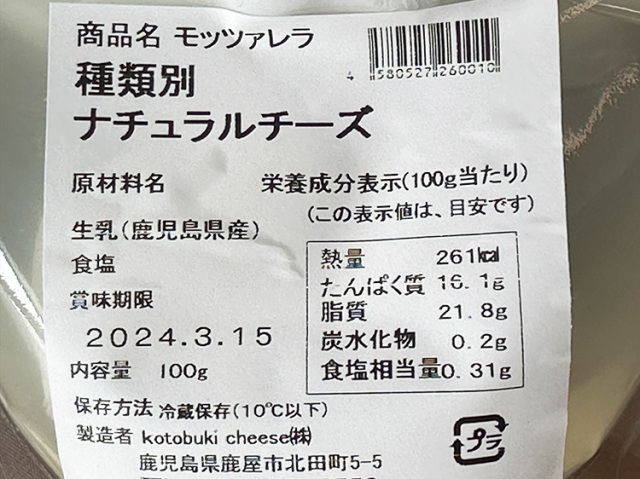 商品名 モッツァレラ
4 580527 260010
種類別
ナチュラルチーズ
原材料名
生乳(鹿児島県産)
食塩
賞味期限
2024.3.15
内容量 100g
栄養成分表示(100g当たり)
(この表示値は、目安です)
熱量 261kcal
たんぱく質 16.1g
脂質 21.8g
炭水化物 0.2g
食塩相当量0.31g
保存方法 冷蔵保存(10℃以下)
製造者 kotobuki cheese㈱
鹿児島県鹿屋市北田町5-5
プラ